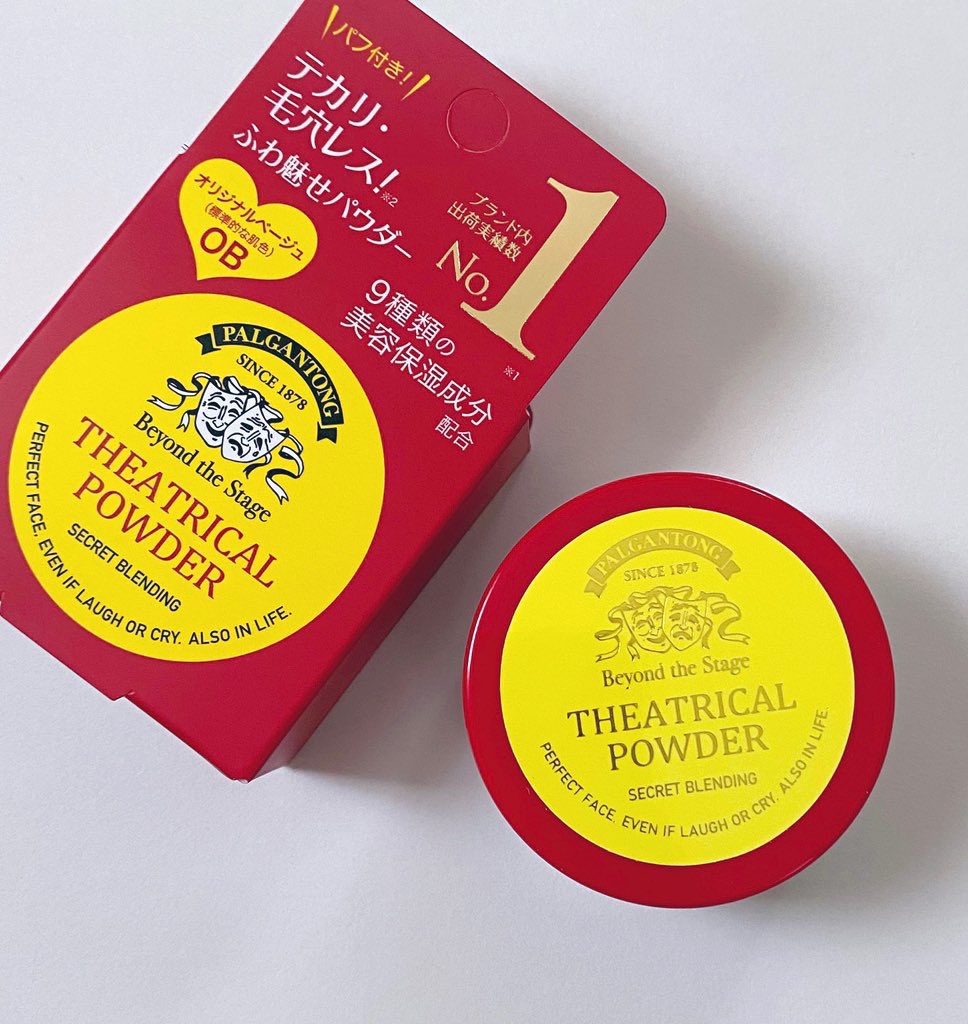 パフ付き!
テカリ・
毛穴レス!※2
ふわ魅せパウダー
オリジナルベージュ
(標準的な肌色)
OB
ブランド内
出荷実績数
No.1
※1
9種類の
美容保湿成分
配合
PALGANTONG
SINCE 1878
Beyond the Stage
THEATRICAL
POWDER
SECRET BLENDING
PERFECT FACE. EVEN IF LAUGH OR CRY. ALSO IN LIFE.
PALGANTONG
SINCE 1878
Beyond the Stage
THEATRICAL
POWDER
SECRET BLENDING
PERFECT FACE. EVEN IF LAUGH OR CRY. ALSO IN LIFE.